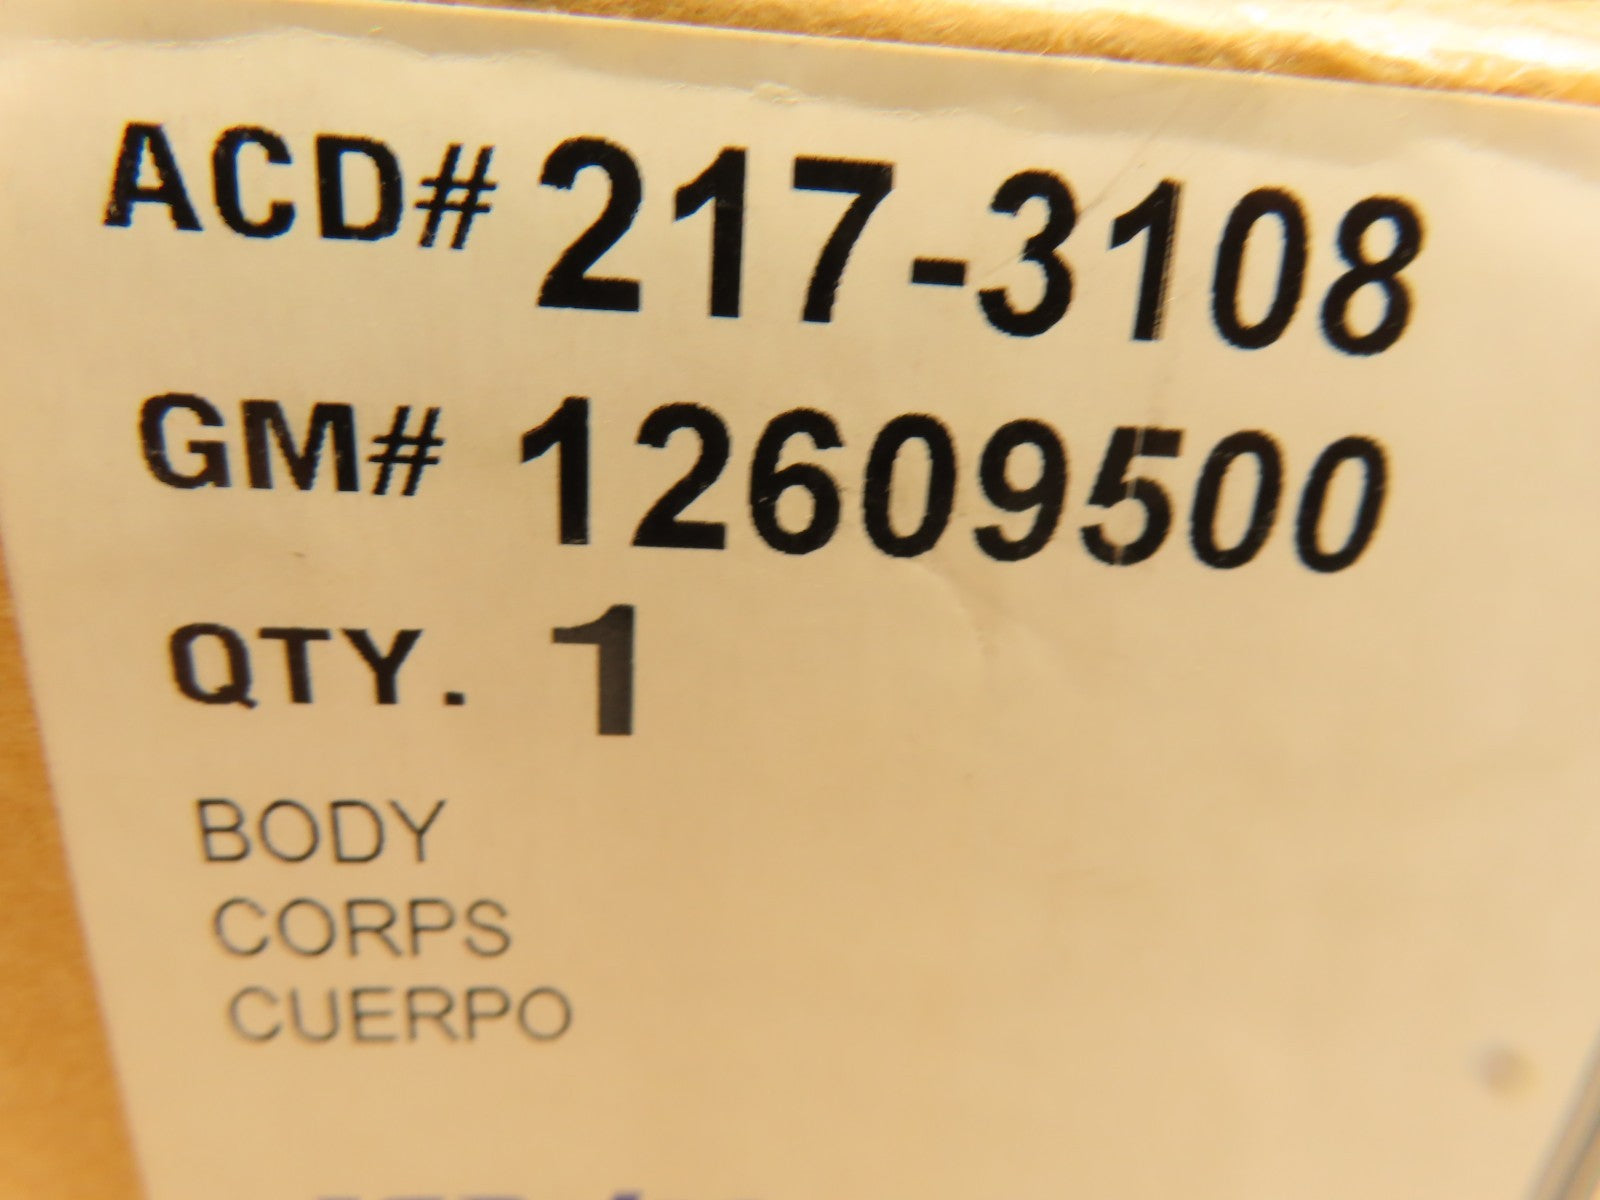 ACD# 217-3108
GM# 12609500
QTY. 1
BODY
CORPS
CUERPO